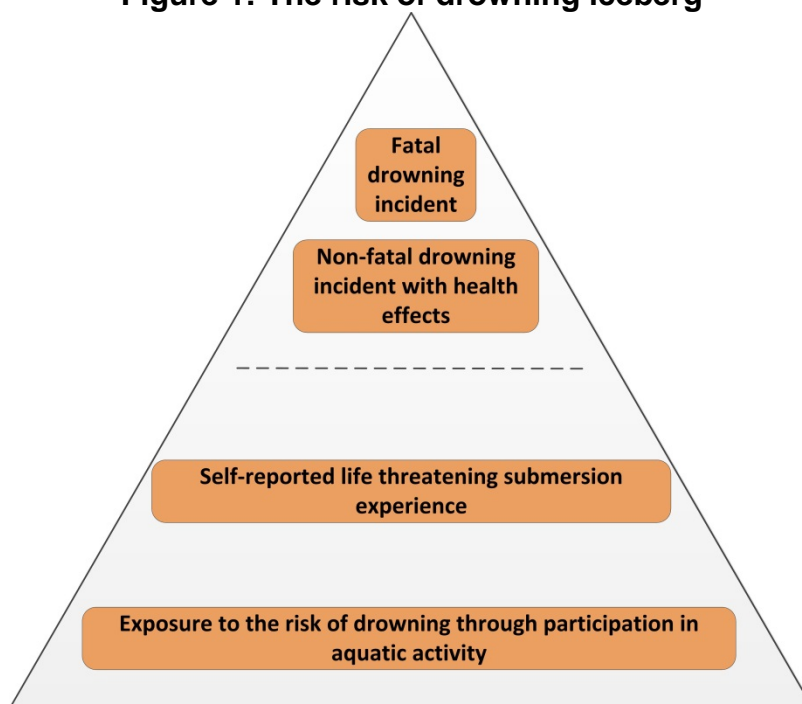 Figure 1: The risk of drowning iceberg
Fatal
drowning
incident
Non-fatal drowning
incident with health
effects
Self-reported life threatening submersion
experience
Exposure to the risk of drowning through participation in
aquatic activity